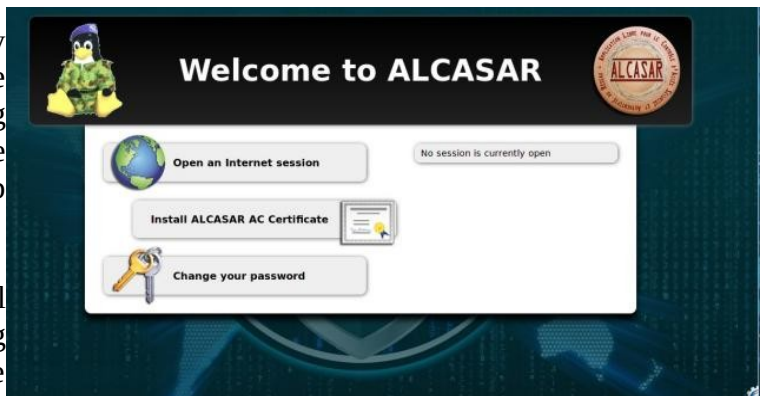 Welcome to ALCASAR
ALCASAR
Open an Internet session
No session is currently open
Install ALCASAR AC Certificate
Change your password